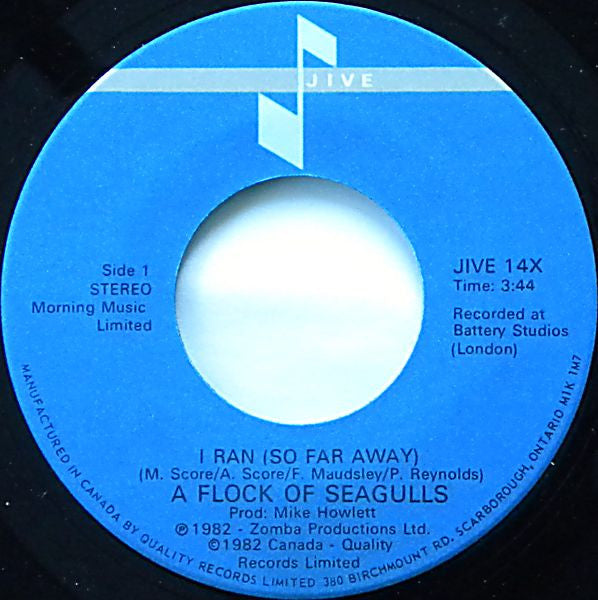 JIVE
Side 1
STEREO
Morning Music
Limited
JIVE 14X
Time: 3:44
Recorded at
Battery Studios
(London)
I RAN (SO FAR AWAY)
(M. Score/A. Score/F. Maudsley/P. Reynolds)
A FLOCK OF SEAGULLS
Prod: Mike Howlett
℗1982 - Zomba Productions Ltd.
©1982 Canada - Quality
Records Limited
MANUFACTURED IN CANADA BY QUALITY RECORDS LIMITED 380 BIRCHMOUNT RD. SCARBOROUGH, ONTARIO M1K 1M7